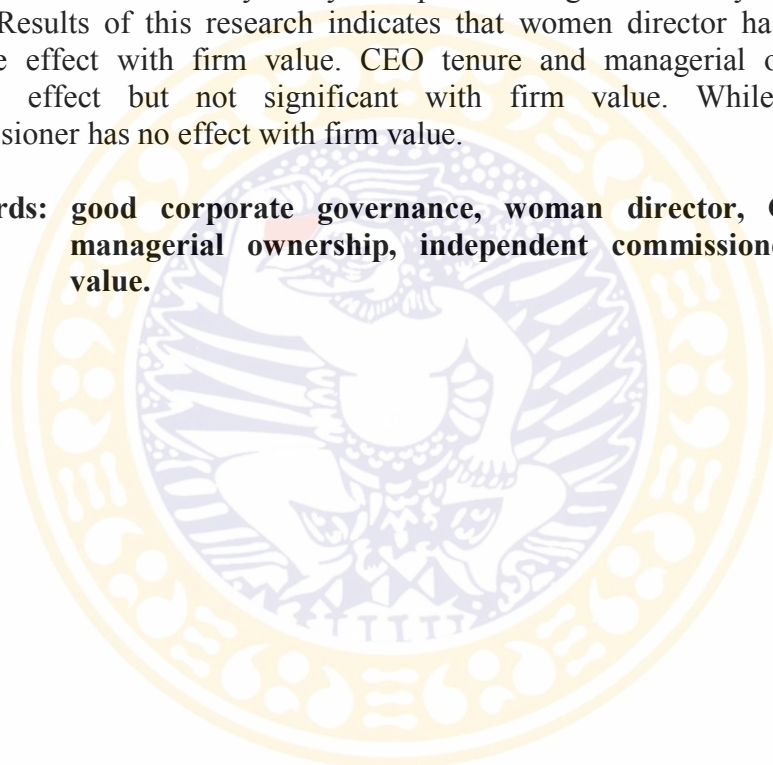 Results of this research indicates that women director ha
effect with firm value. CEO tenure and managerial o
effect but not significant with firm value. While
sioner has no effect with firm value.
rds: good corporate governance, woman director,
managerial ownership, independent commission
value.